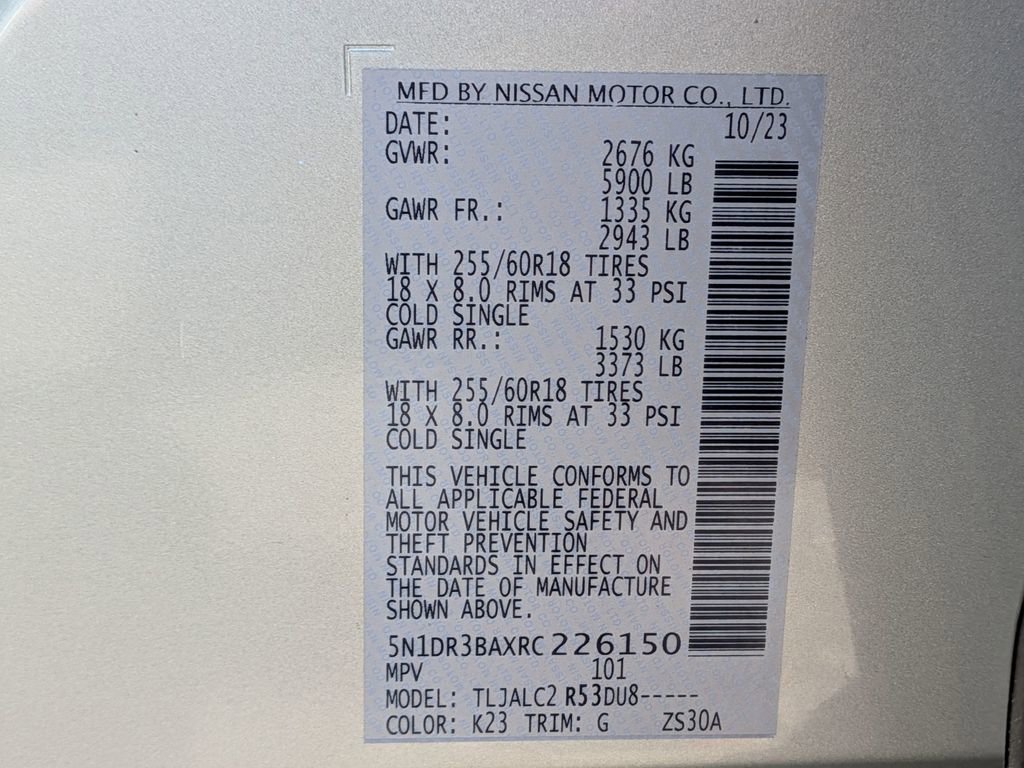 MFD BY NISSAN MOTOR CO., LTD.
DATE: 10/23
GVWR: 2676 KG
5900 LB
GAWR FR.: 1335 KG
2943 LB
WITH 255/60R18 TIRES
18 X 8.0 RIMS AT 33 PSI
COLD SINGLE
GAWR RR.: 1530 KG
3373 LB
WITH 255/60R18 TIRES
18 X 8.0 RIMS AT 33 PSI
COLD SINGLE
THIS VEHICLE CONFORMS TO
ALL APPLICABLE FEDERAL
MOTOR VEHICLE SAFETY AND
THEFT PREVENTION
STANDARDS IN EFFECT ON
THE DATE OF MANUFACTURE
SHOWN ABOVE.
5N1DR3BAXRC 226150
MPV 101
MODEL: TLJALC2 R53DU8-----
COLOR: K23 TRIM: G ZS30A